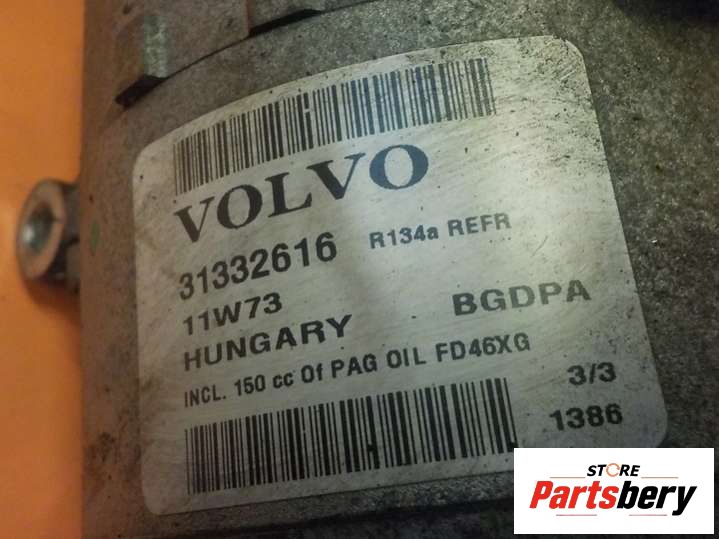 VOLVO
31332616 R134a REFR
11W73 BGDPA
HUNGARY
INCL. 150 cc Of PAG OIL FD46XG
3/3
1386
STORE
Partsbery